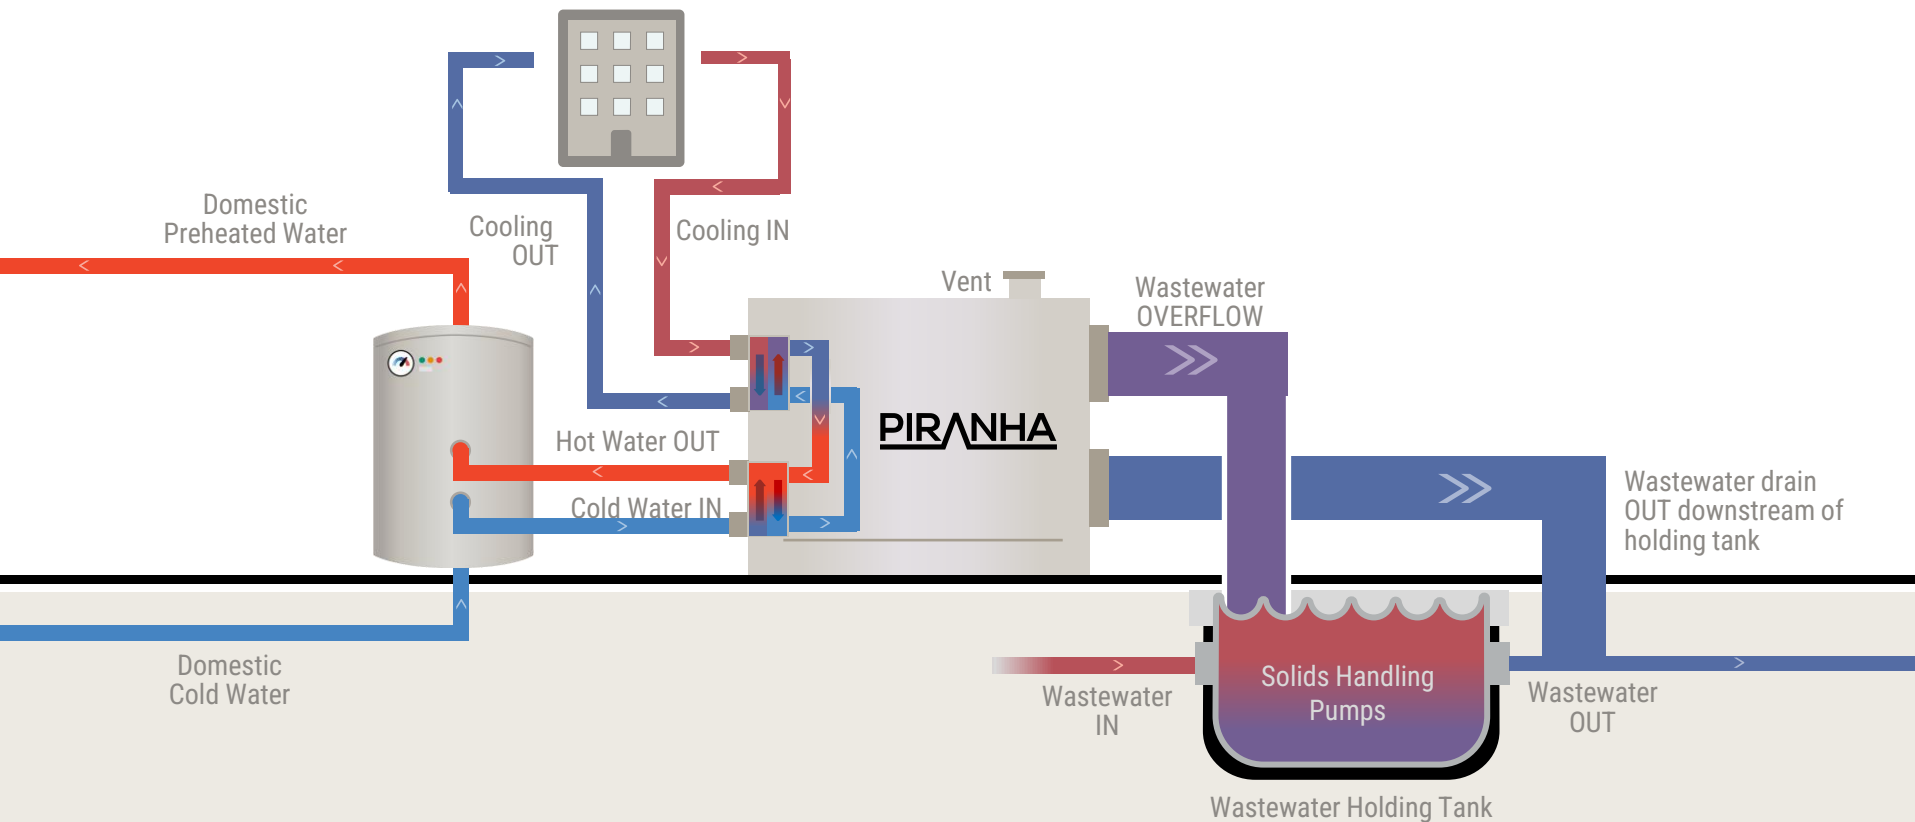 Domestic
Preheated Water
Cooling
OUT
Cooling IN
Vent
Wastewater
OVERFLOW
PIRANHA
Hot Water OUT
Cold Water IN
Wastewater drain
OUT downstream of
holding tank
Domestic
Cold Water
Wastewater
IN
Solids Handling
Pumps
Wastewater
OUT
Wastewater Holding Tank